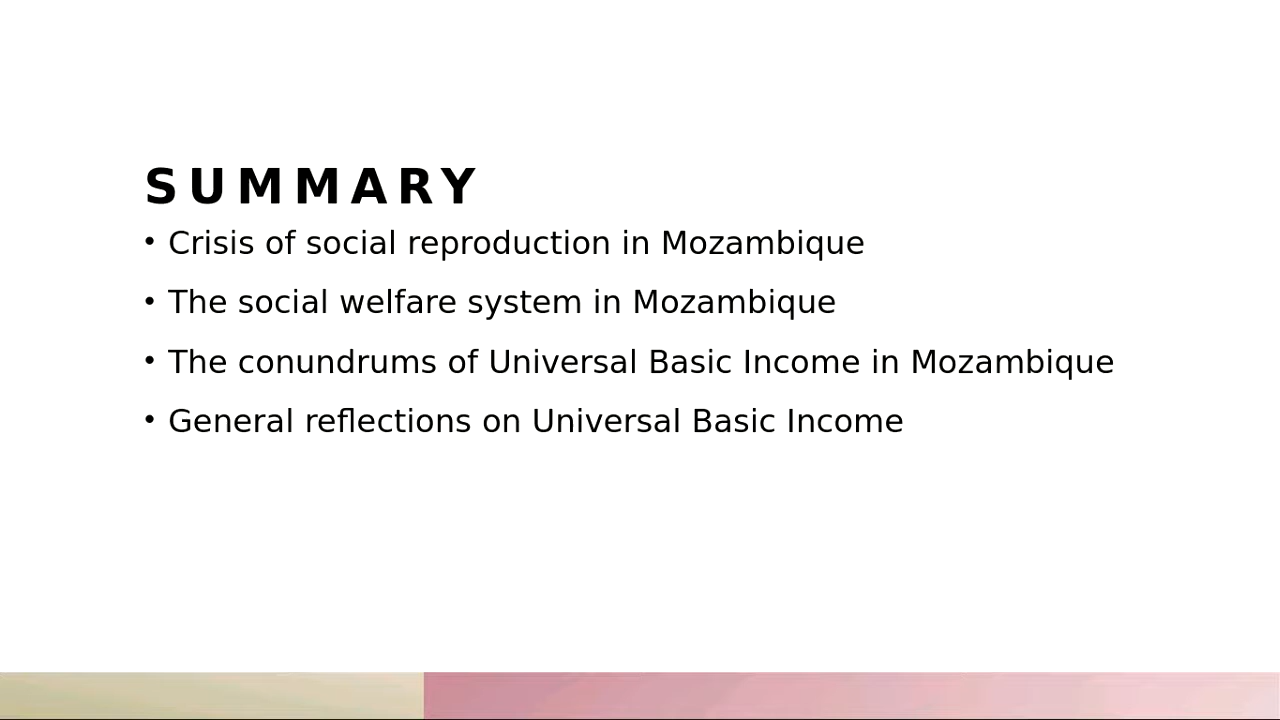 SUMMARY
• Crisis of social reproduction in Mozambique
• The social welfare system in Mozambique
• The conundrums of Universal Basic Income in Mozambique
• General reflections on Universal Basic Income